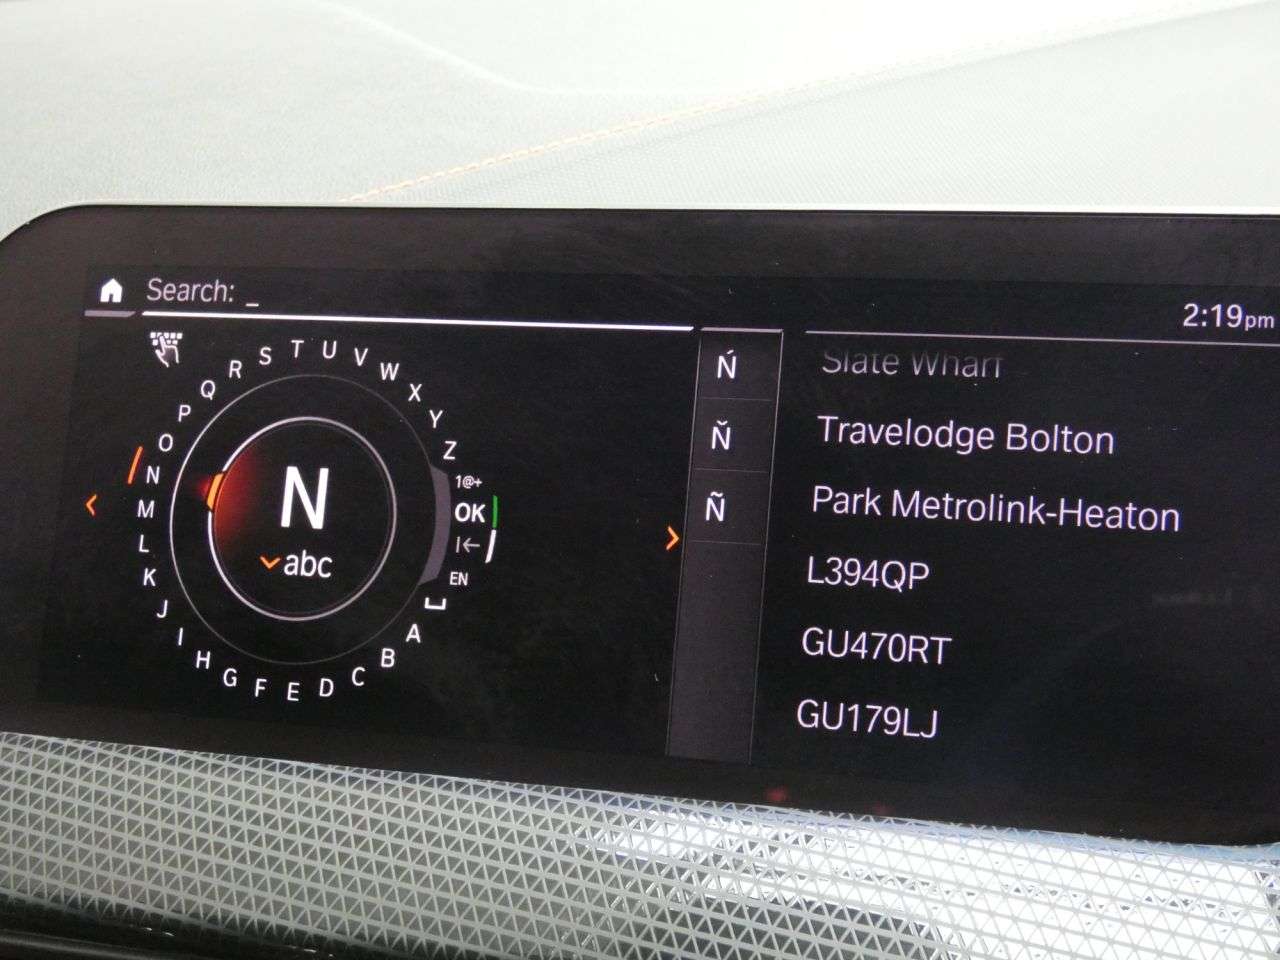 Search: _
2:19pm
A
B
C
D
E
F
G
H
I
J
K
L
M
N
O
P
Q
R
S
T
U
V
W
X
Y
Z
1@+
OK
EN
N
abc
Ń
Ň
Ñ
Slate Wharf
Travelodge Bolton
Park Metrolink-Heaton
L394QP
GU470RT
GU179LJ